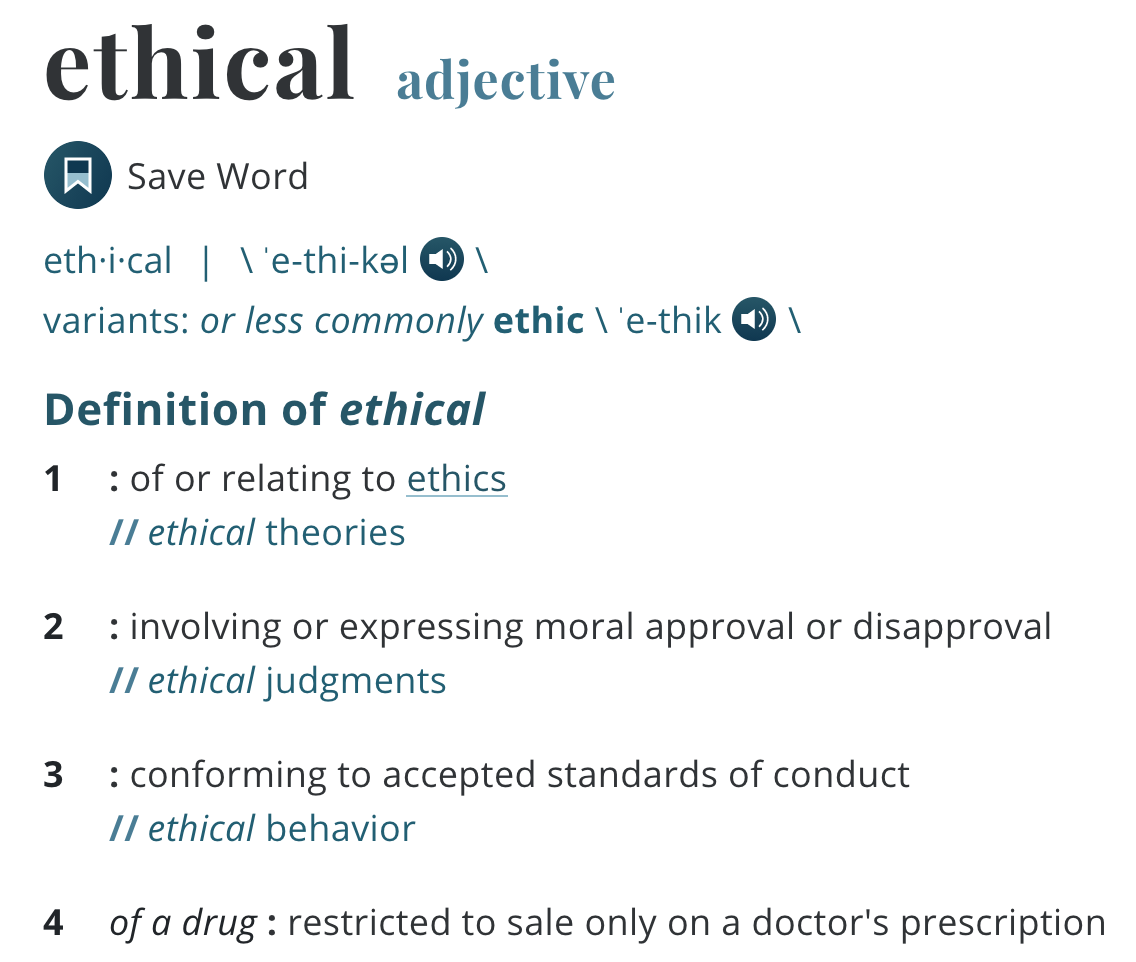 ethical adjective
Save Word
eth·i·cal | \ ˈe-thi-kəl \
variants: or less commonly ethic \ ˈe-thik \
Definition of ethical
1 : of or relating to ethics
// ethical theories
2 : involving or expressing moral approval or disapproval
// ethical judgments
3 : conforming to accepted standards of conduct
// ethical behavior
4 of a drug : restricted to sale only on a doctor's prescription